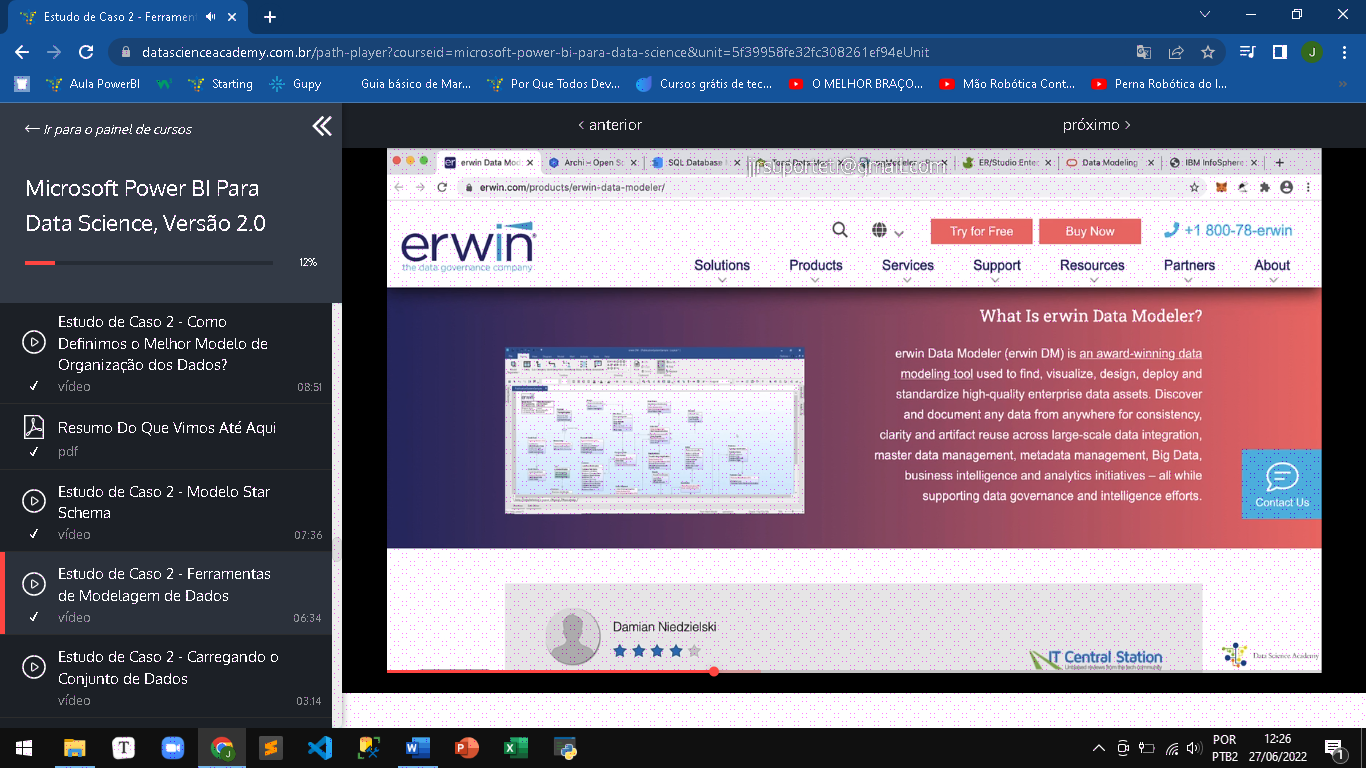 Estudo de Caso 2 - Ferrament
datascienceacademy.com.br/path-player?courseid=microsoft-power-bi-para-data-science&unit=5f39958fe32fc308261ef94eUnit
J
Aula PowerBI
Starting
Gupy
Guia básico de Mar...
Por Que Todos Dev...
Cursos grátis de tec...
O MELHOR BRAÇO...
Mão Robótica Cont...
Perna Robótica do I...
Ir para o painel de cursos
anterior
próximo
Microsoft Power BI Para
Data Science, Versão 2.0
12%
Estudo de Caso 2 - Como
Definimos o Melhor Modelo de
Organização dos Dados?
vídeo
08:51
Resumo Do Que Vimos Até Aqui
pdf
Estudo de Caso 2 - Modelo Star
Schema
vídeo
07:36
Estudo de Caso 2 - Ferramentas
de Modelagem de Dados
vídeo
06:34
Estudo de Caso 2 - Carregando o
Conjunto de Dados
vídeo
03:14
erwin Data Mod
Archi – Open S
SQL Database
ER/Studio Ente
Data Modeling
IBM InfoSphere
jjrsuporteti@gmail.com
erwin.com/products/erwin-data-modeler/
erwin
the data governance company
Try for Free
Buy Now
+1 800-78-erwin
Solutions
Products
Services
Support
Resources
Partners
About
What Is erwin Data Modeler?
erwin Data Modeler (erwin DM) is an award-winning data
modeling tool used to find, visualize, design, deploy and
standardize high-quality enterprise data assets. Discover
and document any data from anywhere for consistency,
clarity and artifact reuse across large-scale data integration,
master data management, metadata management, Big Data,
business intelligence and analytics initiatives – all while
supporting data governance and intelligence efforts.
Contact Us
Damian Niedzielski
IT Central Station
Data Science Academy
POR
PTB2
12:26
27/06/2022
1